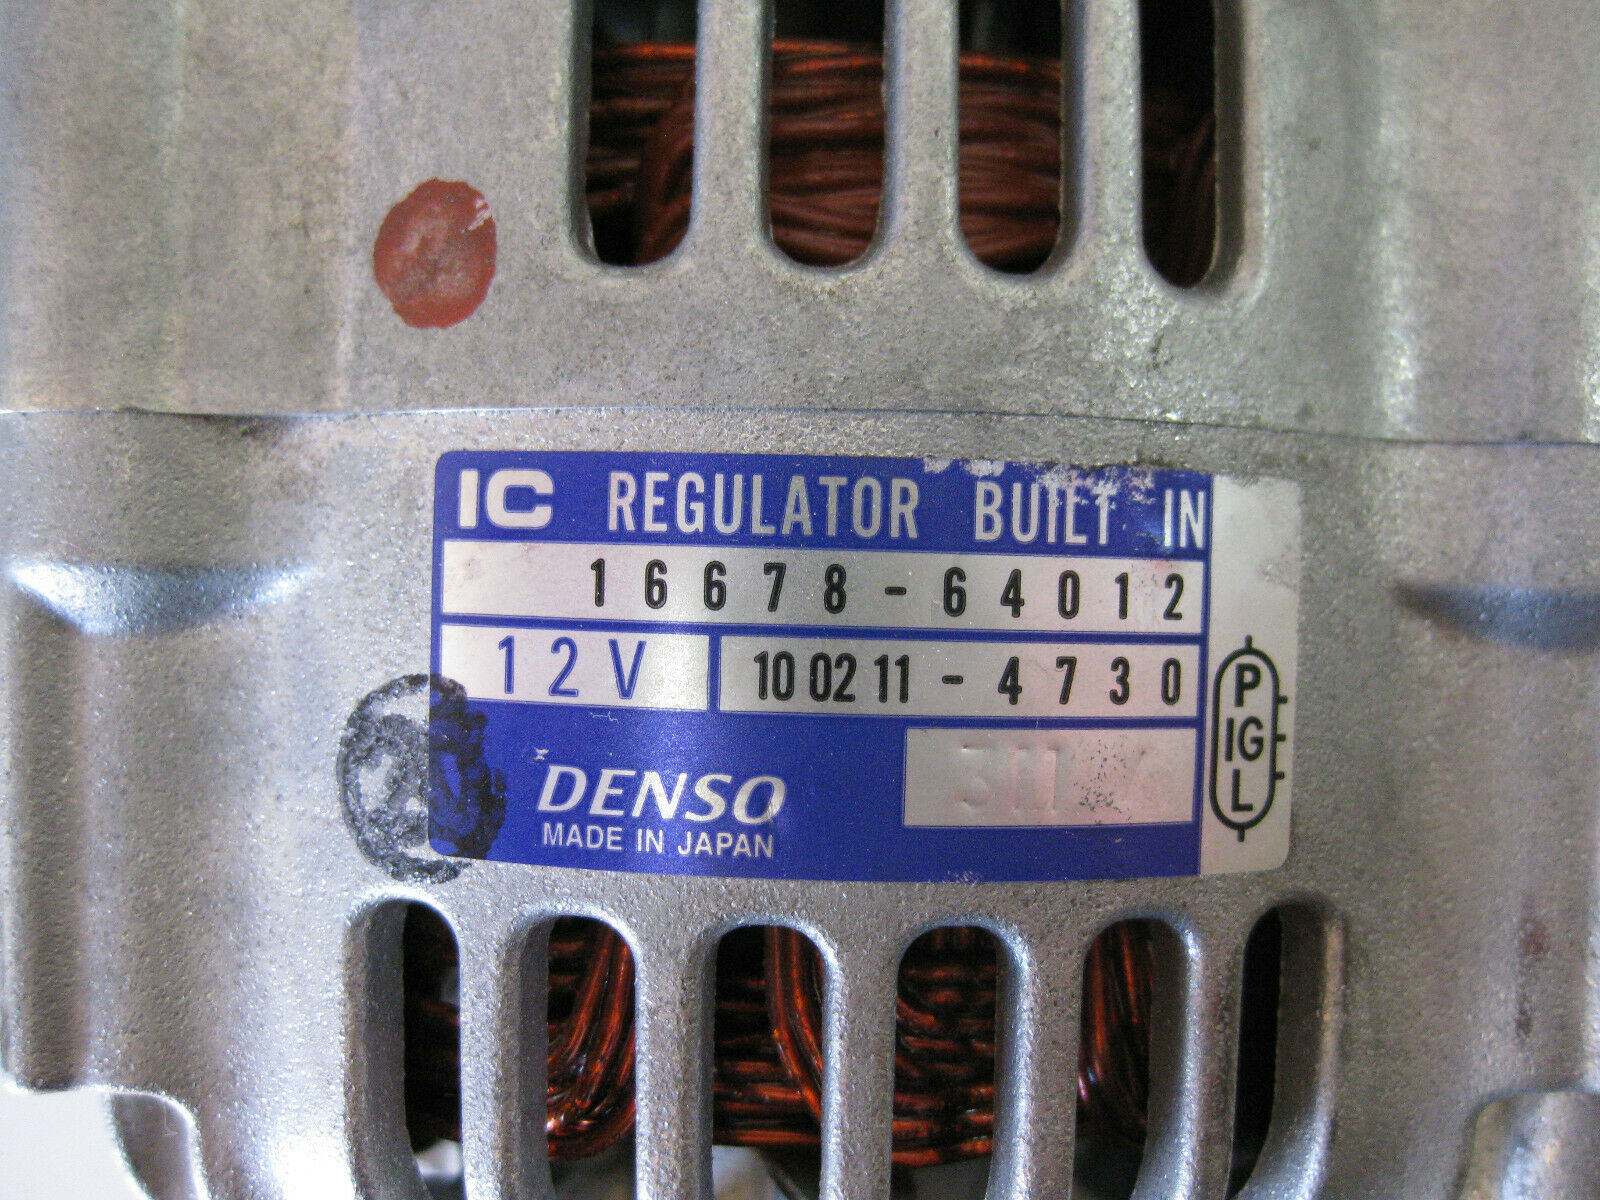 IC REGULATOR BUILT IN
16678-64012
12V 100211-4730
DENSO
MADE IN JAPAN
P
IG
L